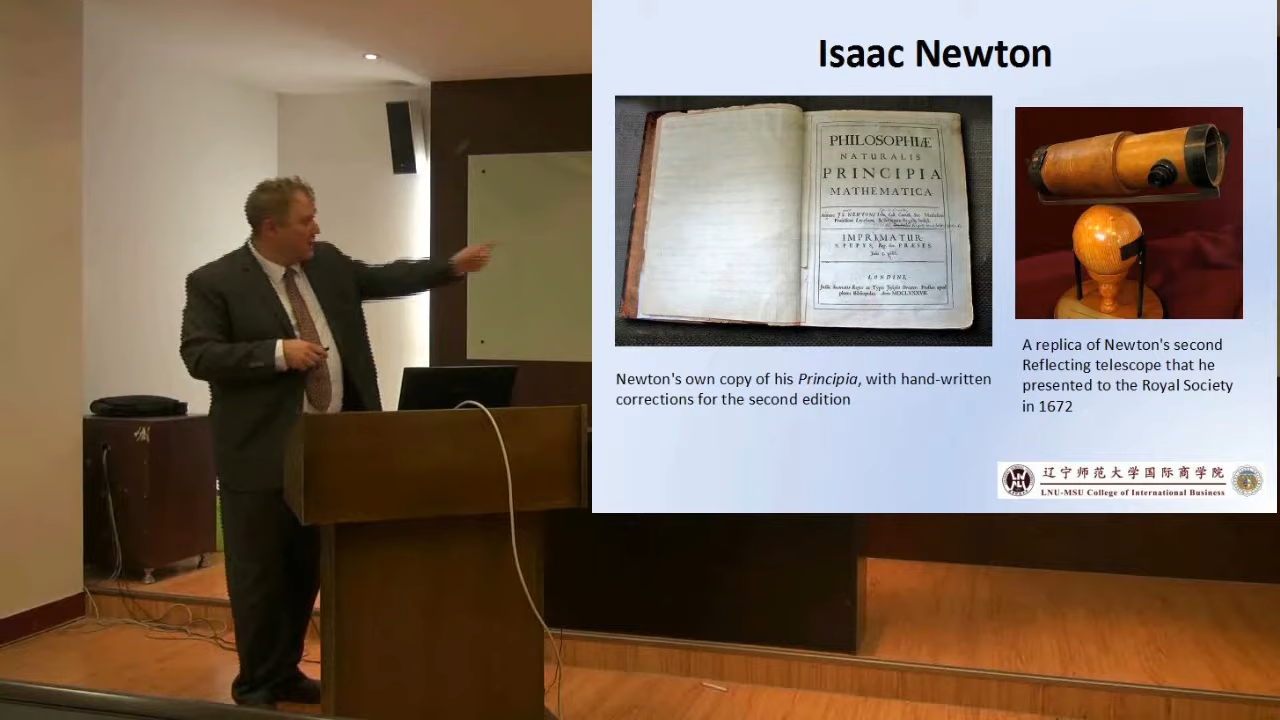 Isaac Newton
PHILOSOPHIÆ
NATURALIS
PRINCIPIA
MATHEMATICA
IMPRIMATUR
LONDINI,
Newton's own copy of his Principia, with hand-written
corrections for the second edition
A replica of Newton's second
Reflecting telescope that he
presented to the Royal Society
in 1672
辽宁师范大学国际商学院
LNU-MSU College of International Business